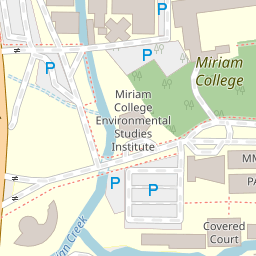 P
Miriam
College
P
Miriam
College
Environmental
Studies
Institute
P
P
MM
PA
Covered
Court
Creek